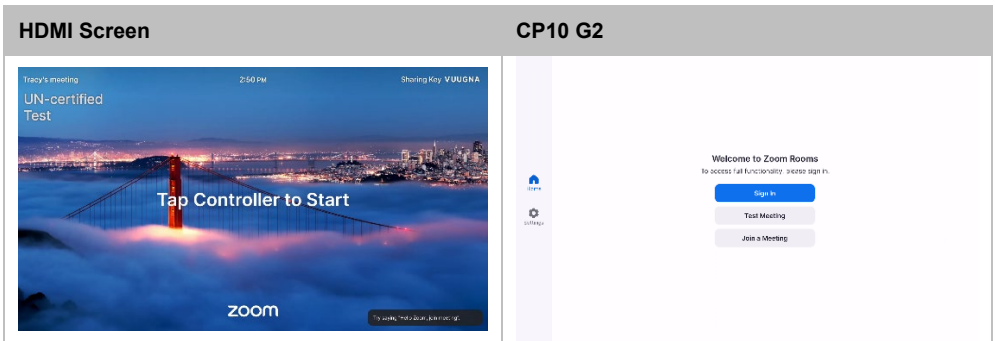 HDMI Screen
CP10 G2
Tracy's meeting
2:50 PM
Sharing Key VUUGNA
UN-certified
Test
Tap Controller to Start
zoom
Try saying "Hello Zoom, join meeting".
Welcome to Zoom Rooms
To access full functionality, please sign in.
Sign In
Test Meeting
Join a Meeting
Home
Settings